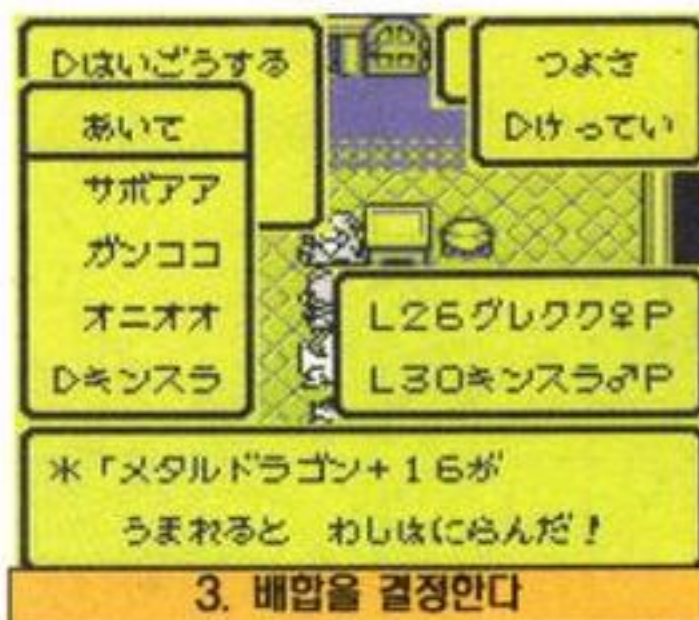 ▷はいごうする
あいて
サボアア
ガンココ
オニオオ
▷キンスラ
つよさ
▷けってい
L26グレクク♀P
L30キンスラ♂P
*「メタルドラゴン+16が
うまれると わしはにらんだ!
3. 배합을 결정한다